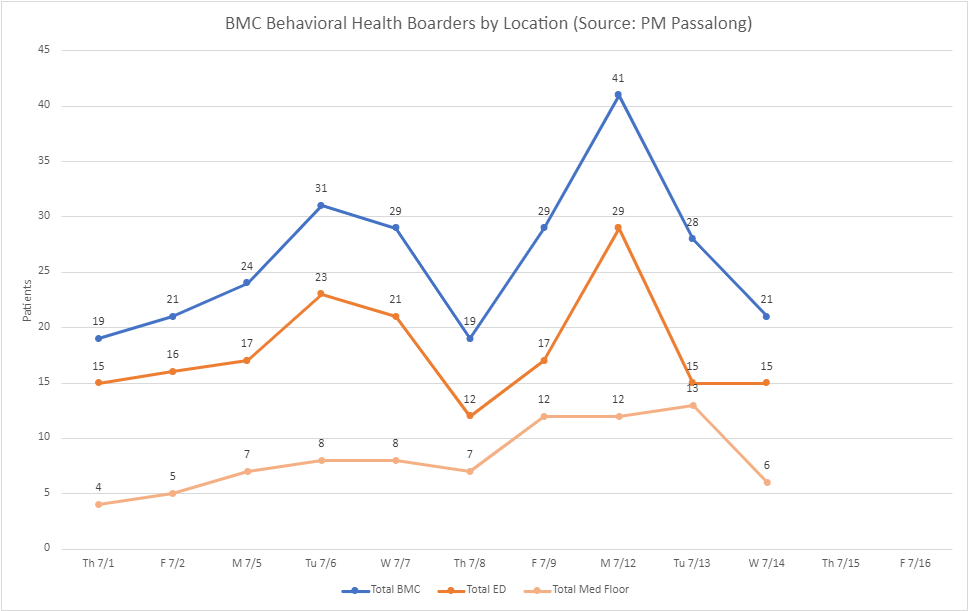 BMC Behavioral Health Boarders by Location (Source: PM Passalong)
45
40
35
30
25
20
15
10
5
0
Patients
19 21 24 31 29 19 29 41 28 21
15 16 17 23 21 12 17 29 15 15
4 5 7 8 8 7 12 12 13 6
Th 7/1 F 7/2 M 7/5 Tu 7/6 W 7/7 Th 7/8 F 7/9 M 7/12 Tu 7/13 W 7/14 Th 7/15 F 7/16
Total BMC Total ED Total Med Floor